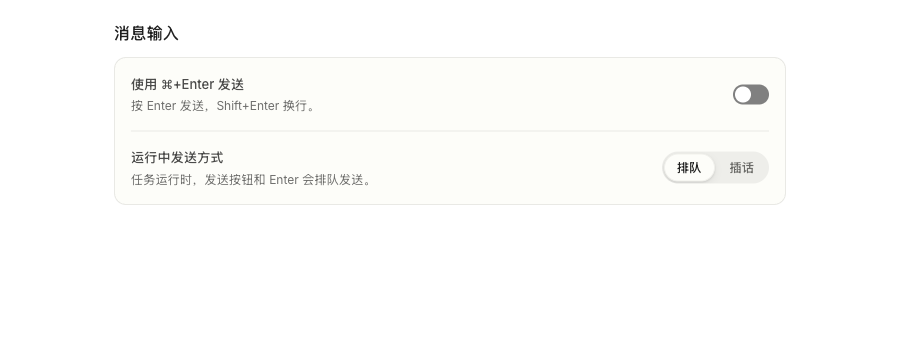 消息输入
使用 ⌘+Enter 发送
按 Enter 发送，Shift+Enter 换行。
运行中发送方式
任务运行时，发送按钮和 Enter 会排队发送。
排队
插话